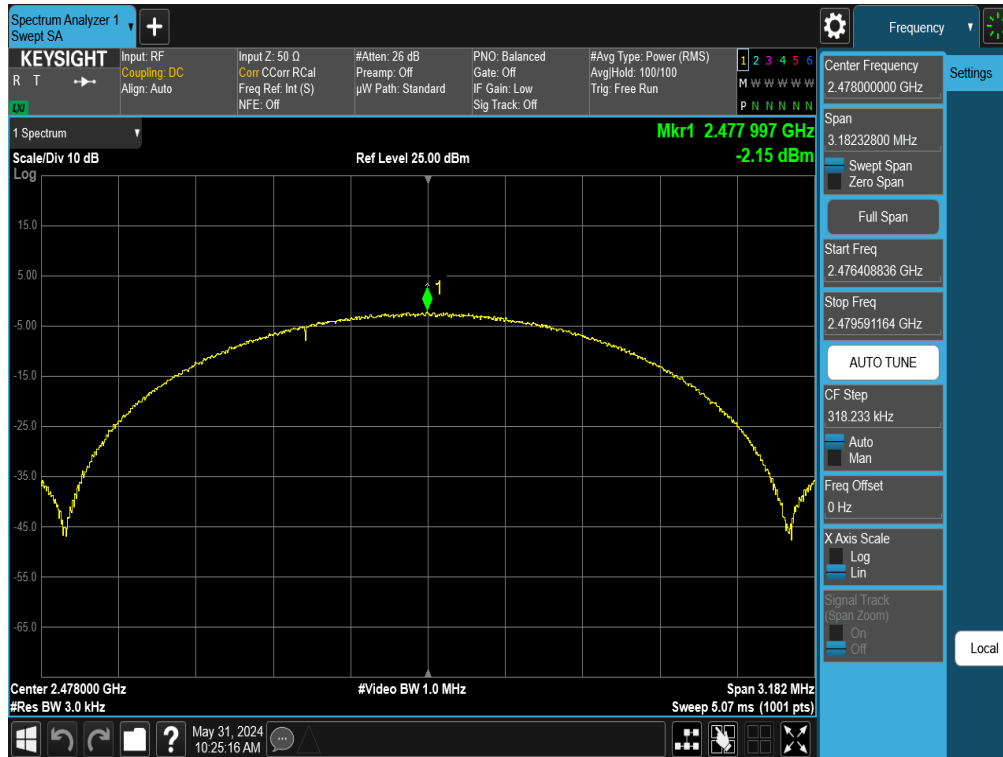 Spectrum Analyzer 1
Swept SA
Frequency
KEYSIGHT
R T
LXI
Input: RF
Coupling: DC
Align: Auto
Input Z: 50 Ω
Corr CCorr RCal
Freq Ref: Int (S)
NFE: Off
#Atten: 26 dB
Preamp: Off
µW Path: Standard
PNO: Balanced
Gate: Off
IF Gain: Low
Sig Track: Off
#Avg Type: Power (RMS)
Avg|Hold: 100/100
Trig: Free Run
1 2 3 4 5 6
M W W W W W
P N N N N N
1 Spectrum
Mkr1 2.477 997 GHz
Scale/Div 10 dB
Ref Level 25.00 dBm
-2.15 dBm
Log
15.0
5.00
1
-5.00
-15.0
-25.0
-35.0
-45.0
-55.0
-65.0
Center 2.478000 GHz
#Video BW 1.0 MHz
Span 3.182 MHz
#Res BW 3.0 kHz
Sweep 5.07 ms (1001 pts)
May 31, 2024
10:25:16 AM
Center Frequency
2.478000000 GHz
Settings
Span
3.18232800 MHz
Swept Span
Zero Span
Full Span
Start Freq
2.476408836 GHz
Stop Freq
2.479591164 GHz
AUTO TUNE
CF Step
318.233 kHz
Auto
Man
Freq Offset
0 Hz
X Axis Scale
Log
Lin
Signal Track
(Span Zoom)
On
Off
Local